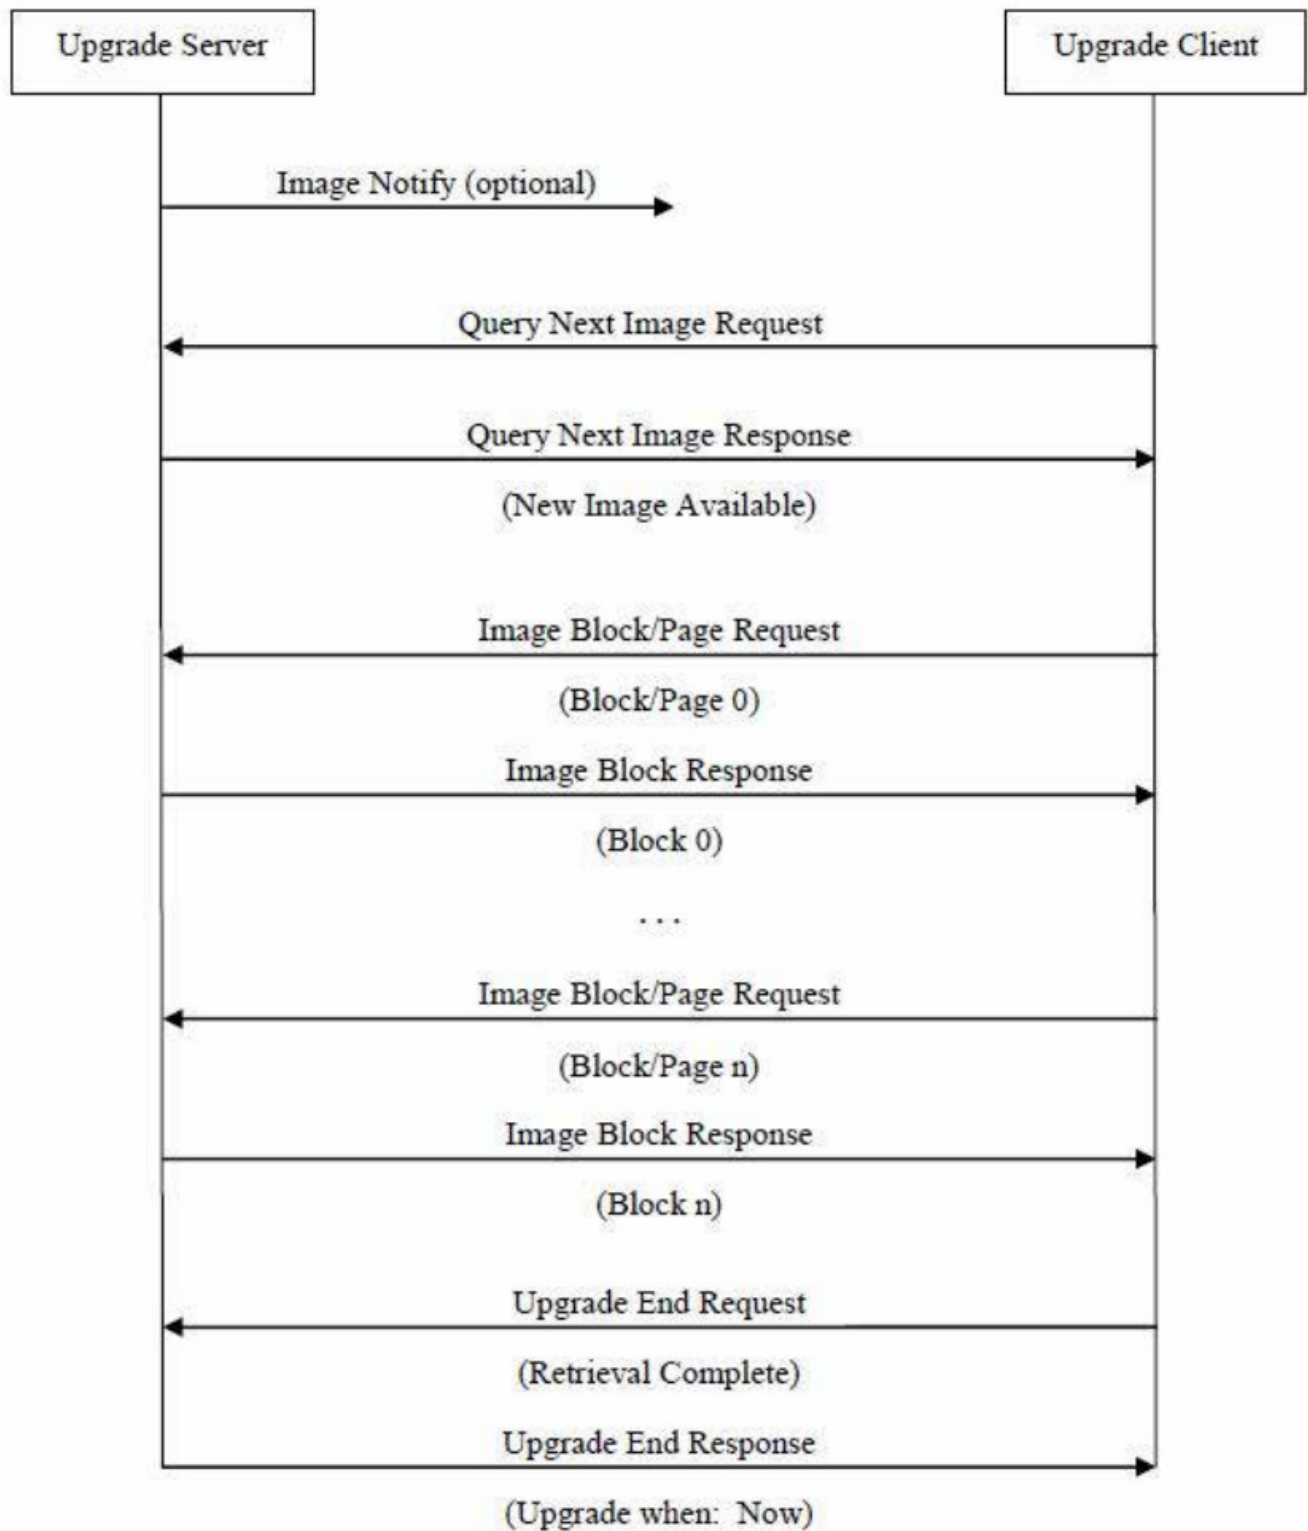 Upgrade Server
Upgrade Client
Image Notify (optional)
Query Next Image Request
Query Next Image Response
(New Image Available)
Image Block/Page Request
(Block/Page 0)
Image Block Response
(Block 0)
. . .
Image Block/Page Request
(Block/Page n)
Image Block Response
(Block n)
Upgrade End Request
(Retrieval Complete)
Upgrade End Response
(Upgrade when:  Now)